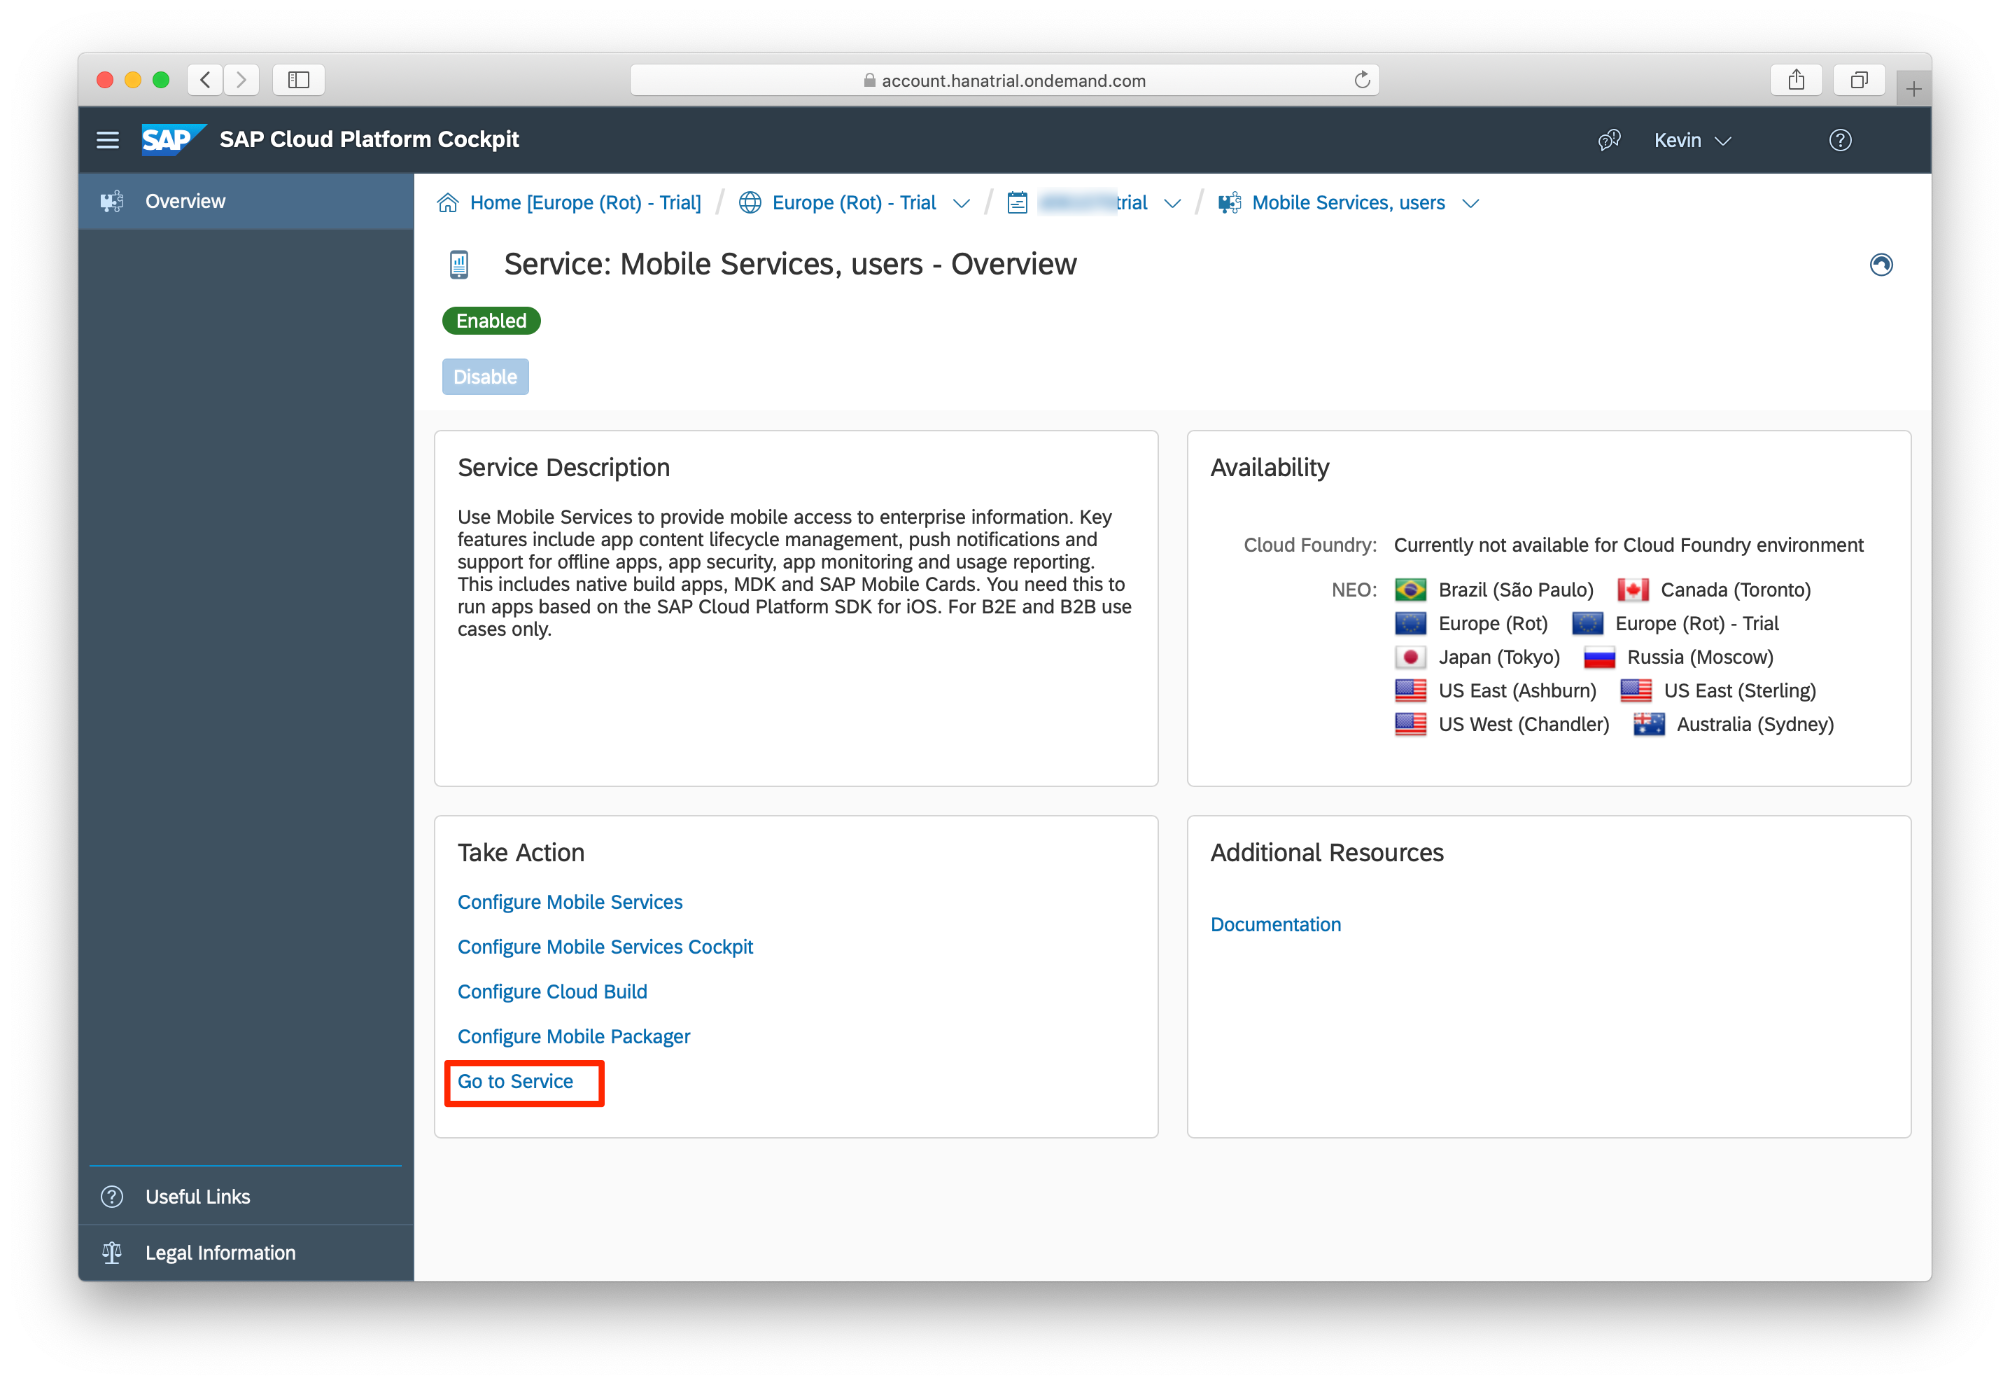 account.hanatrial.ondemand.com
SAP SAP Cloud Platform Cockpit
Kevin
Overview
Home [Europe (Rot) - Trial] / Europe (Rot) - Trial / trial / Mobile Services, users
Service: Mobile Services, users - Overview
Enabled
Disable
Service Description
Use Mobile Services to provide mobile access to enterprise information. Key
features include app content lifecycle management, push notifications and
support for offline apps, app security, app monitoring and usage reporting.
This includes native build apps, MDK and SAP Mobile Cards. You need this to
run apps based on the SAP Cloud Platform SDK for iOS. For B2E and B2B use
cases only.
Availability
Cloud Foundry: Currently not available for Cloud Foundry environment
NEO: Brazil (São Paulo) Canada (Toronto)
Europe (Rot) Europe (Rot) - Trial
Japan (Tokyo) Russia (Moscow)
US East (Ashburn) US East (Sterling)
US West (Chandler) Australia (Sydney)
Take Action
Configure Mobile Services
Configure Mobile Services Cockpit
Configure Cloud Build
Configure Mobile Packager
Go to Service
Additional Resources
Documentation
Useful Links
Legal Information